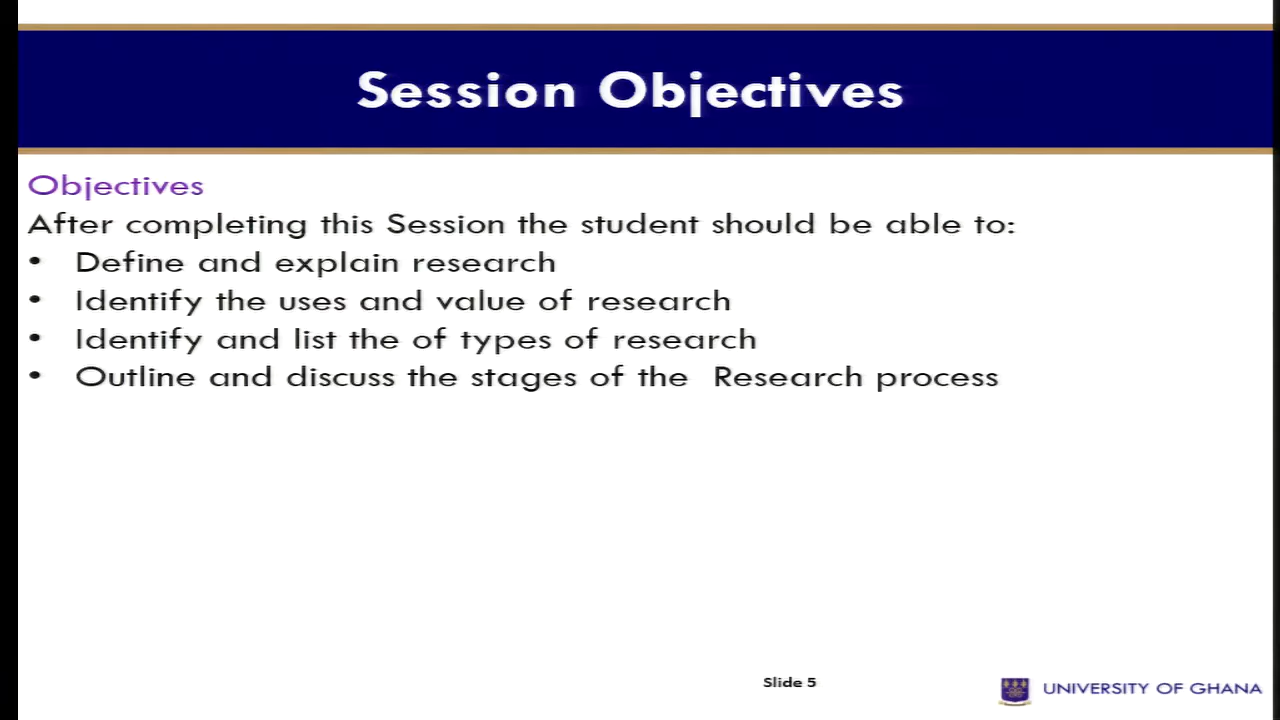 Session Objectives
Objectives
After completing this Session the student should be able to:
• Define and explain research
• Identify the uses and value of research
• Identify and list the of types of research
• Outline and discuss the stages of the  Research process
Slide 5
UNIVERSITY OF GHANA